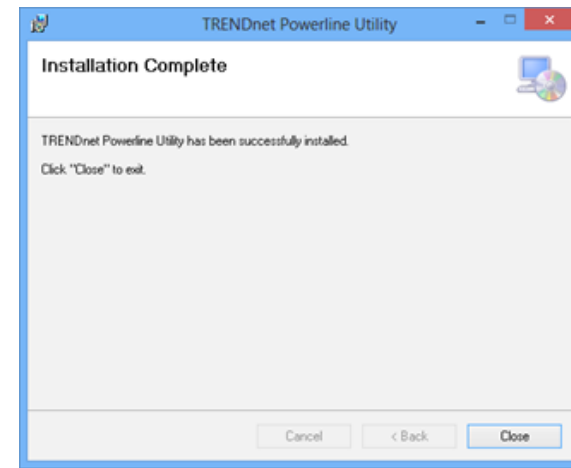 TRENDnet Powerline Utility
Installation Complete
TRENDnet Powerline Utility has been successfully installed.
Click "Close" to exit.
Cancel < Back Close